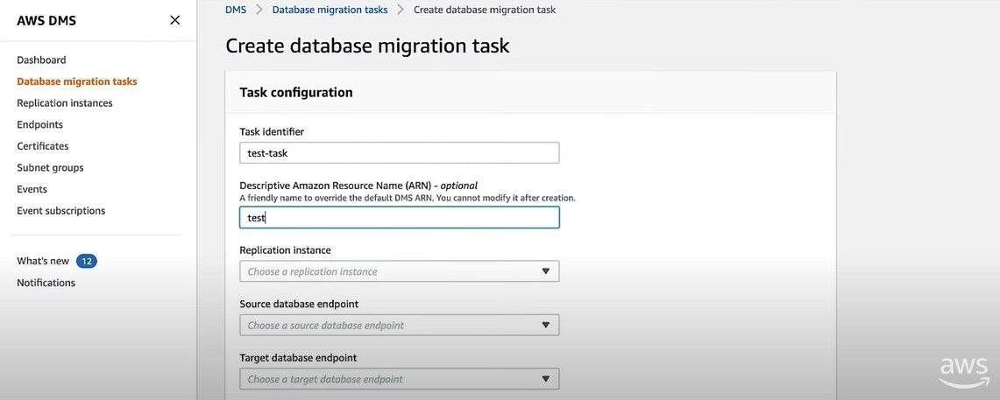 AWS DMS
Dashboard
Database migration tasks
Replication instances
Endpoints
Certificates
Subnet groups
Events
Event subscriptions
What's new 12
Notifications
DMS > Database migration tasks > Create database migration task
Create database migration task
Task configuration
Task identifier
test-task
Descriptive Amazon Resource Name (ARN) - optional
A friendly name to override the default DMS ARN. You cannot modify it after creation.
test
Replication instance
Choose a replication instance
Source database endpoint
Choose a source database endpoint
Target database endpoint
Choose a target database endpoint
aws